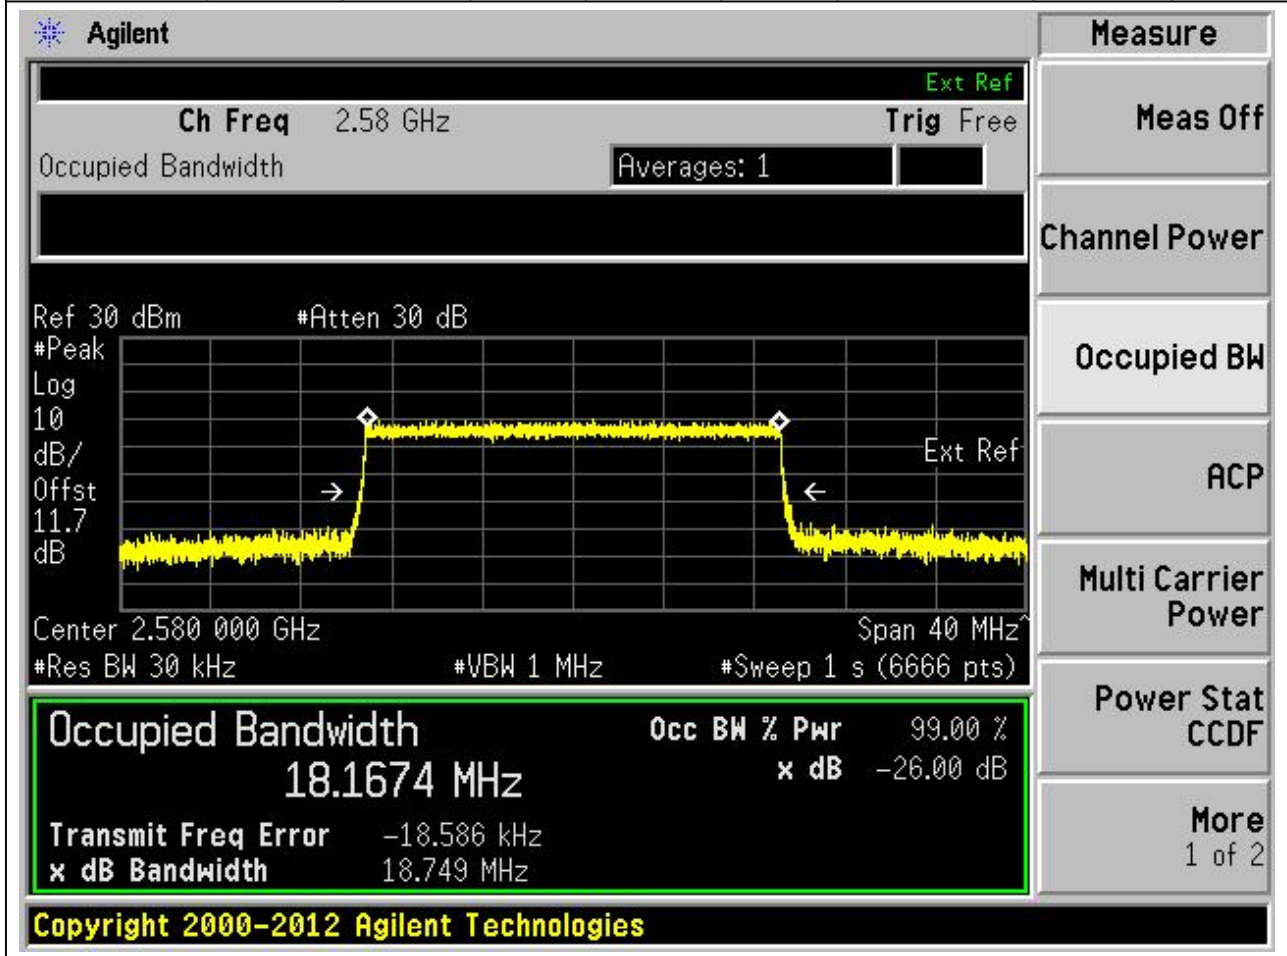 Agilent
Measure
Ext Ref
Ch Freq 2.58 GHz
Trig Free
Occupied Bandwidth
Averages: 1
Meas Off
Channel Power
Occupied BW
ACP
Multi Carrier
Power
Power Stat
CCDF
More
1 of 2
Ref 30 dBm #Atten 30 dB
#Peak
Log
10
dB/
Offst
11.7
dB
Ext Ref
Center 2.580 000 GHz Span 40 MHz^
#Res BW 30 kHz #VBW 1 MHz #Sweep 1 s (6666 pts)
Occupied Bandwidth
18.1674 MHz
Occ BW % Pwr 99.00 %
x dB -26.00 dB
Transmit Freq Error -18.586 kHz
x dB Bandwidth 18.749 MHz
Copyright 2000-2012 Agilent Technologies